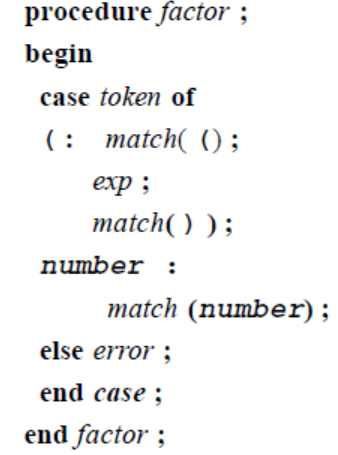 procedure factor ;
begin
case token of
( : match( () ;
exp ;
match( ) ) ;
number :
match (number) ;
else error ;
end case ;
end factor ;